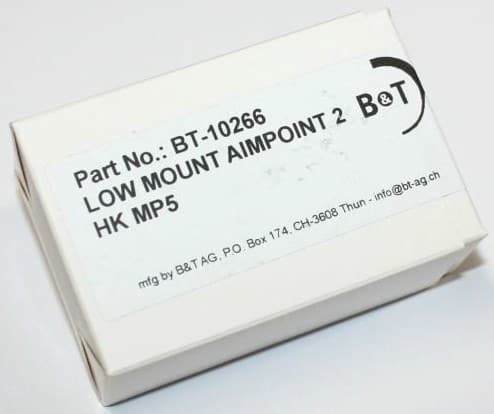 B&T
Part No.: BT-10266
LOW MOUNT AIMPOINT 2
HK MP5
mfg by B&T AG, P.O. Box 174, CH-3608 Thun - info@bt-ag.ch